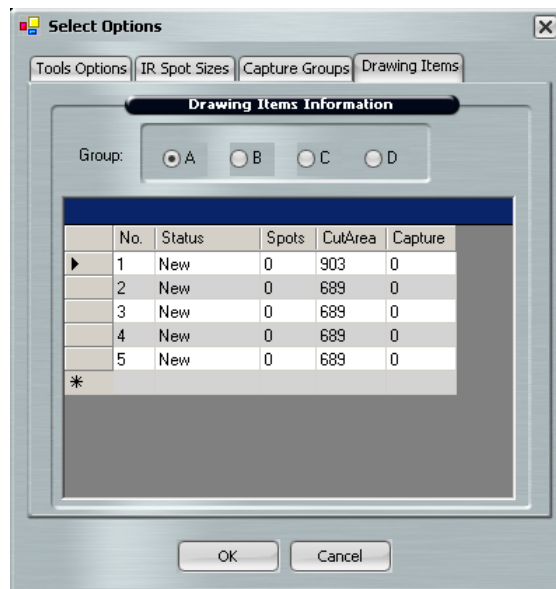 Select Options
Tools Options IR Spot Sizes Capture Groups Drawing Items
Drawing Items Information
Group: A B C D
No. Status Spots CutArea Capture
1 New 0 903 0
2 New 0 689 0
3 New 0 689 0
4 New 0 689 0
5 New 0 689 0
OK Cancel